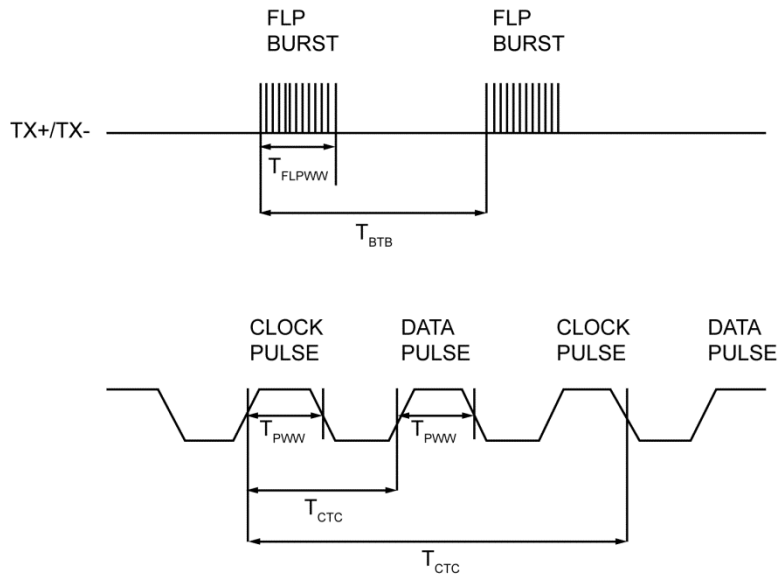 FLP
BURST
FLP
BURST
TX+/TX-
TFLPWW
TBTB
CLOCK
PULSE
DATA
PULSE
CLOCK
PULSE
DATA
PULSE
TPWW
TPWW
TCTC
TCTC